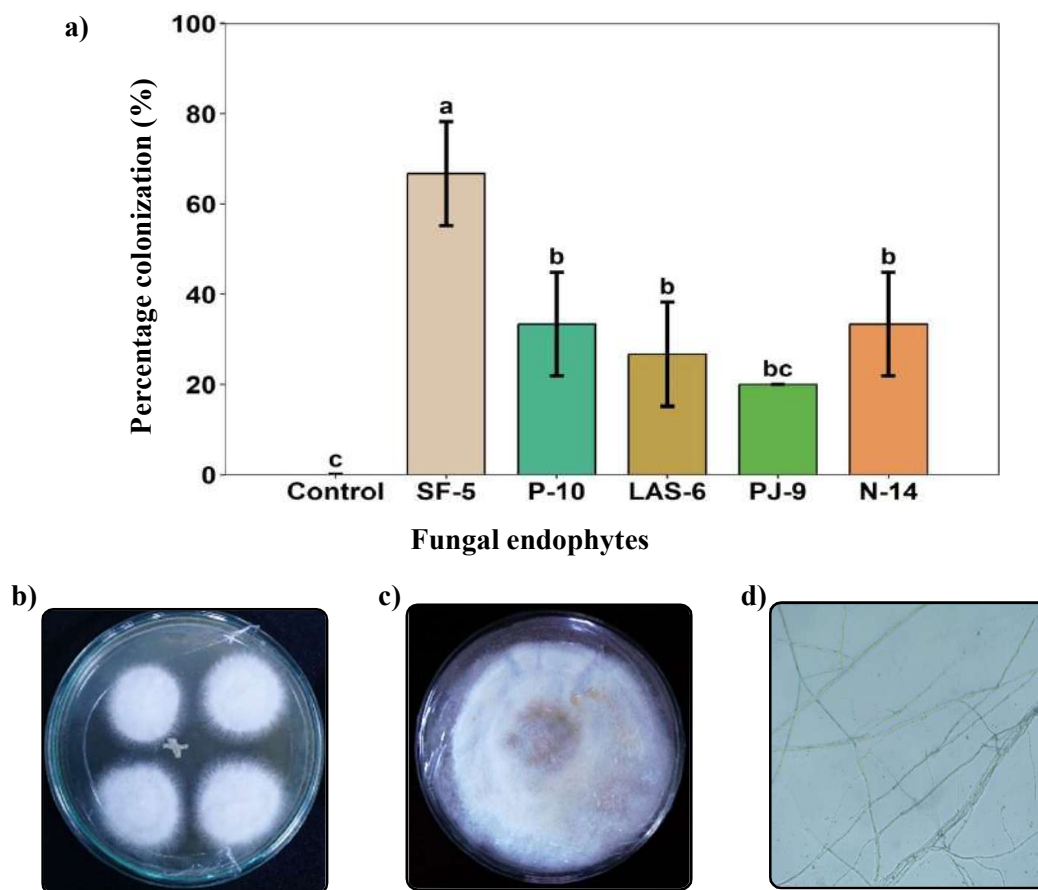 a)
Percentage colonization (%)
100
80
60
40
20
0
a
b
b
bc
b
c
Control SF-5 P-10 LAS-6 PJ-9 N-14
Fungal endophytes
b)
c)
d)